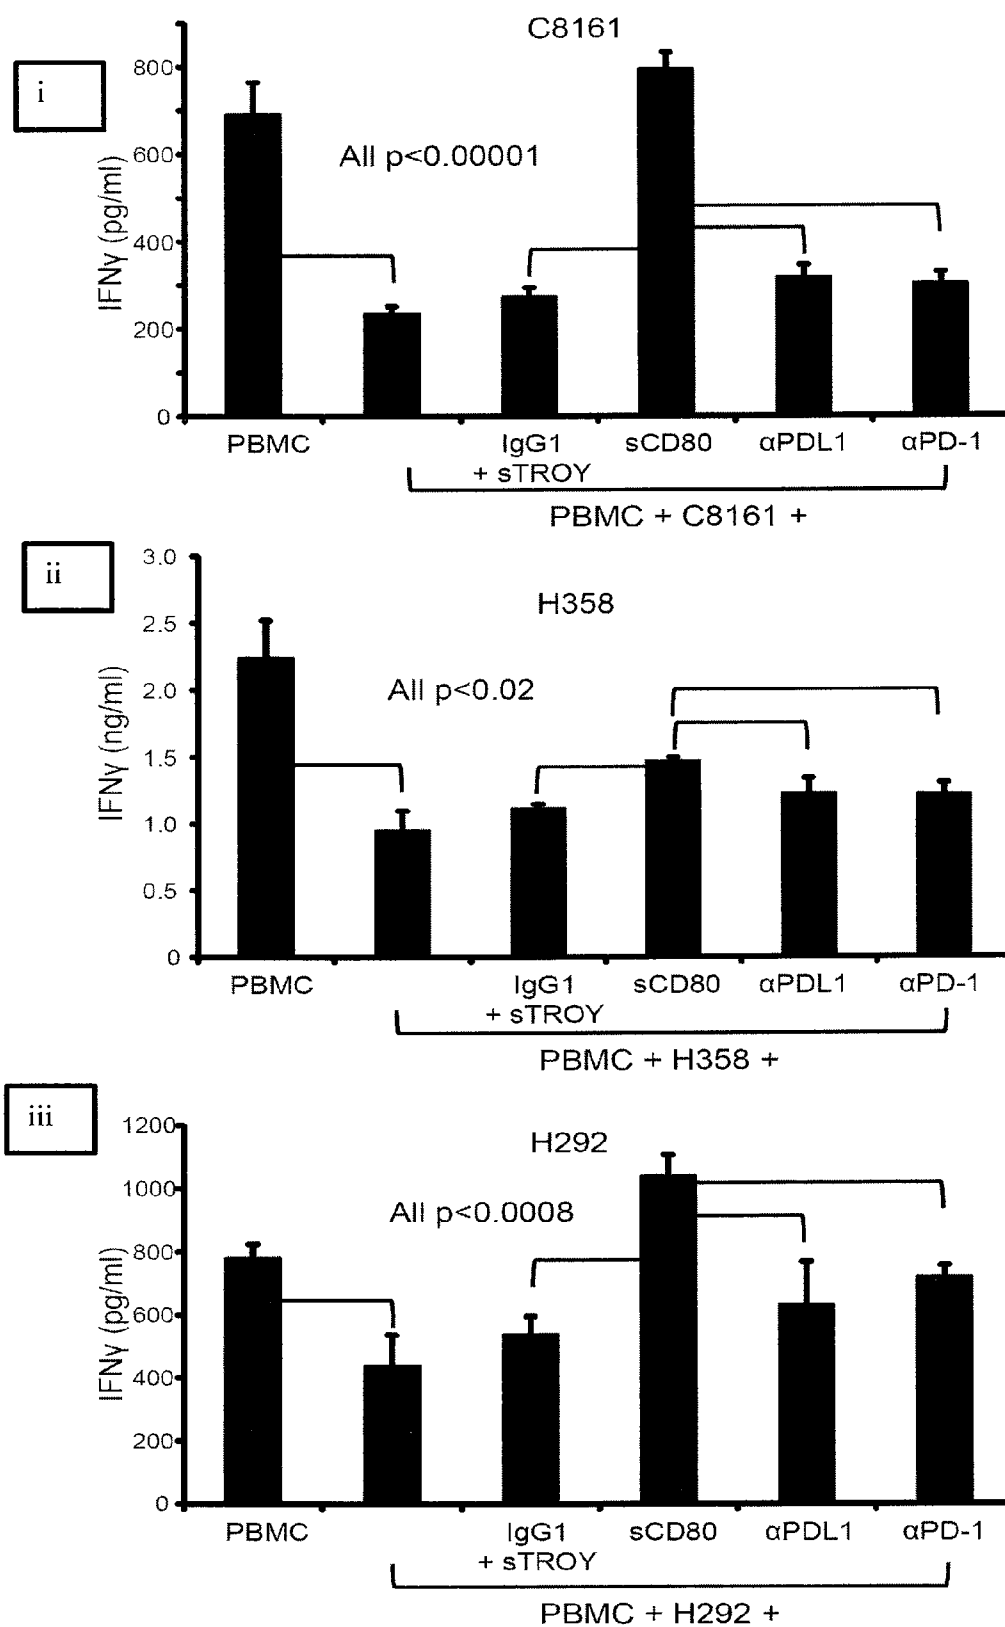 C8161
i
800
600
400
200
0
IFNγ (pg/ml)
All p<0.00001
PBMC IgG1 sCD80 αPDL1 αPD-1
+ sTROY
PBMC + C8161 +
ii
H358
3.0
2.5
2.0
1.5
1.0
0.5
0
IFNγ (ng/ml)
All p<0.02
PBMC IgG1 sCD80 αPDL1 αPD-1
+ sTROY
PBMC + H358 +
iii
H292
1200
1000
800
600
400
200
0
IFNγ (pg/ml)
All p<0.0008
PBMC IgG1 sCD80 αPDL1 αPD-1
+ sTROY
PBMC + H292 +